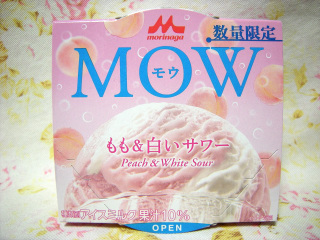 morinaga
数量限定
MOW
モウ
もも&白いサワー
Peach & White Sour
アイスミルク 果汁10%
OPEN